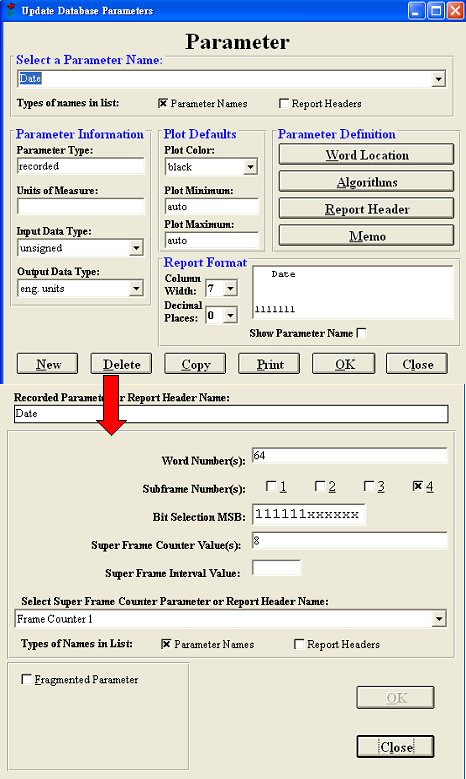 Update Database Parameters
Parameter
Select a Parameter Name:
Date
Types of names in list: Parameter Names Report Headers
Parameter Information
Parameter Type:
recorded
Units of Measure:
Input Data Type:
unsigned
Output Data Type:
eng. units
Plot Defaults
Plot Color:
black
Plot Minimum:
auto
Plot Maximum:
auto
Parameter Definition
Word Location
Algorithms
Report Header
Memo
Report Format
Column
Width: 7
Decimal
Places: 0
Date
1111111
Show Parameter Name
New Delete Copy Print OK Close
Recorded Parameter or Report Header Name:
Date
Word Number(s): 64
Subframe Number(s): 1 2 3 4
Bit Selection MSB: 111111xxxxxx
Super Frame Counter Value(s): 8
Super Frame Interval Value:
Select Super Frame Counter Parameter or Report Header Name:
Frame Counter 1
Types of Names in List: Parameter Names Report Headers
Fragmented Parameter
OK
Close